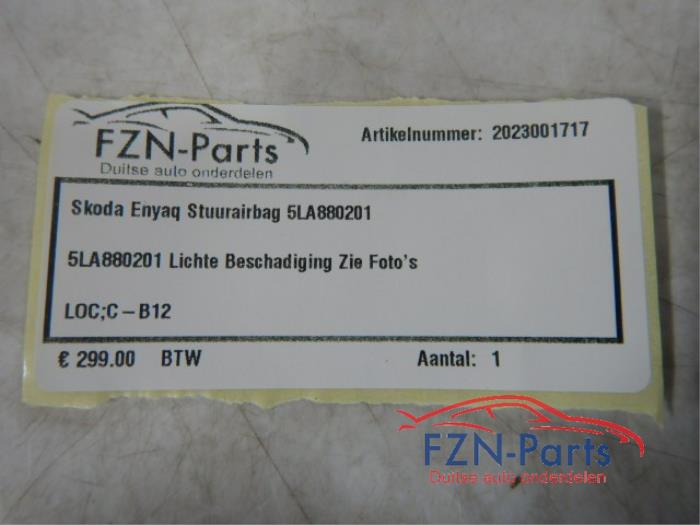 FZN-Parts
Duitse auto onderdelen
Artikelnummer: 2023001717
Skoda Enyaq Stuurairbag 5LA880201
5LA880201 Lichte Beschadiging Zie Foto's
LOC;C-B12
€ 299.00 BTW Aantal: 1
FZN-Parts
Duitse auto onderdelen